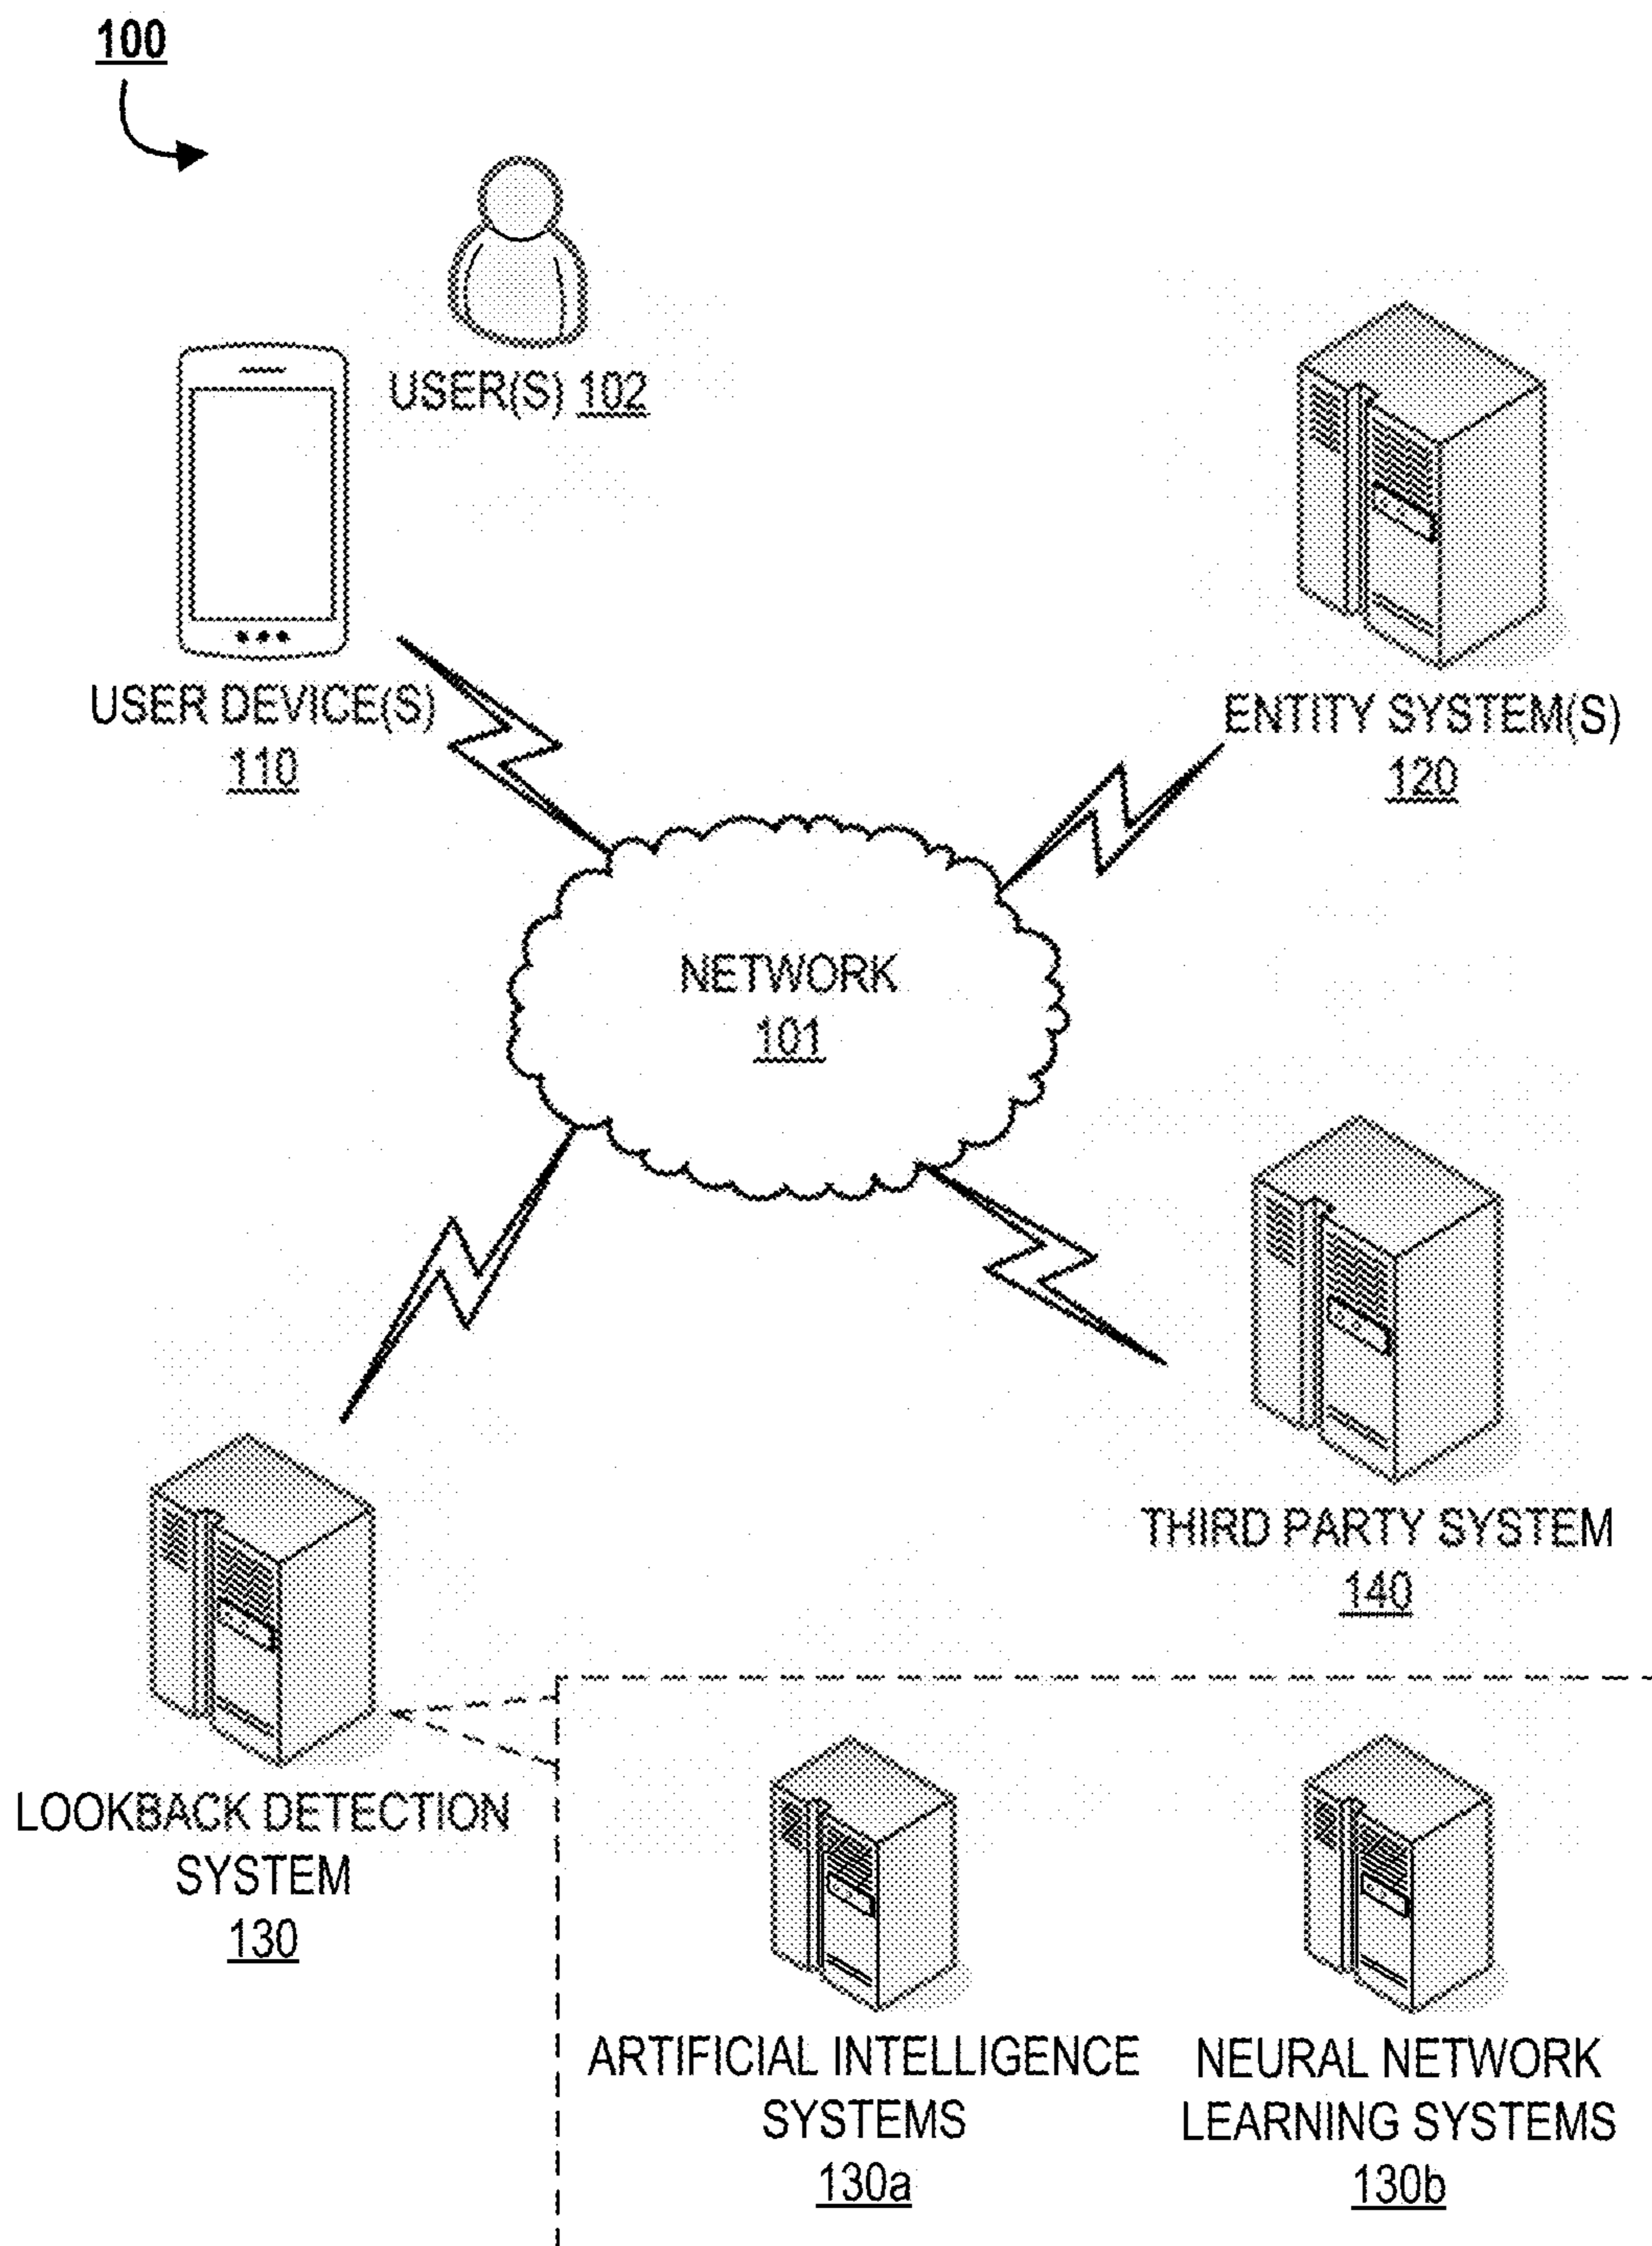 100
USER(S) 102
USER DEVICE(S)
110
ENTITY SYSTEM(S)
120
NETWORK
101
THIRD PARTY SYSTEM
140
LOOKBACK DETECTION
SYSTEM
130
ARTIFICIAL INTELLIGENCE
SYSTEMS
130a
NEURAL NETWORK
LEARNING SYSTEMS
130b